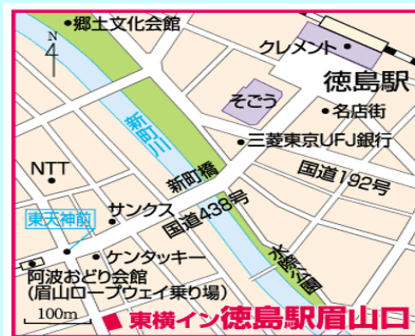 郷土文化会館
N
クレメント
徳島駅
そごう
名店街
三菱東京UFJ銀行
新町川
国道192号
新町橋
NTT
国道438号
東天神前
サンクス
水際公園
ケンタッキー
阿波おどり会館
(眉山ロープウェイ乗り場)
100m
東横イン徳島駅眉山口